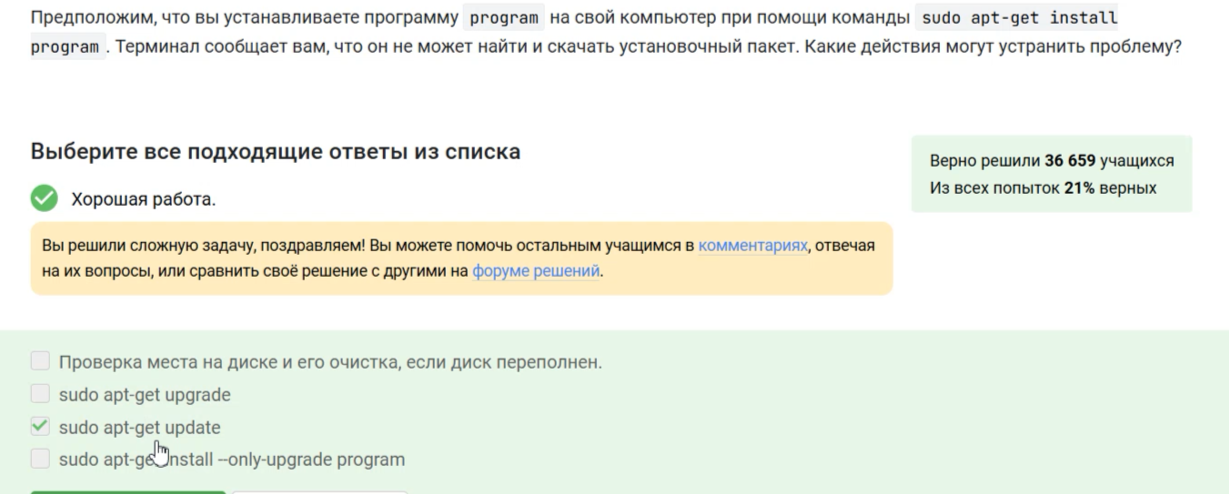 Предположим, что вы устанавливаете программу program на свой компьютер при помощи команды sudo apt-get install
program. Терминал сообщает вам, что он не может найти и скачать установочный пакет. Какие действия могут устранить проблему?
Выберите все подходящие ответы из списка
Хорошая работа.
Вы решили сложную задачу, поздравляем! Вы можете помочь остальным учащимся в комментариях, отвечая
на их вопросы, или сравнить своё решение с другими на форуме решений.
Верно решили 36 659 учащихся
Из всех попыток 21% верных
Проверка места на диске и его очистка, если диск переполнен.
sudo apt-get upgrade
sudo apt-get update
sudo apt-get install --only-upgrade program